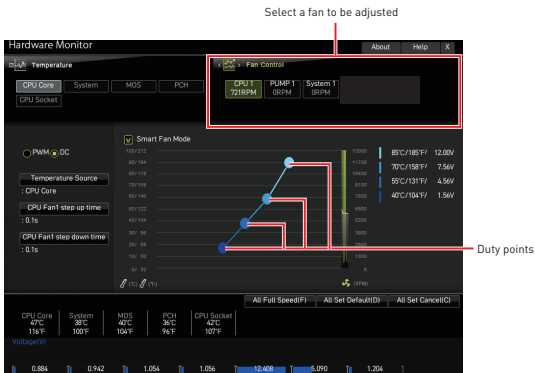 Select a fan to be adjusted
Hardware Monitor
About Help X
Temperature
Fan Control
CPU Core System MOS PCH
CPU Socket
CPU 1 PUMP 1 System 1
721RPM 0RPM 0RPM
Smart Fan Mode
PWM DC
Temperature Source
: CPU Core
CPU Fan1 step up time
: 0.1s
CPU Fan1 step down time
: 0.1s
100/212 13000
90/194 11700
80/176 10400
70/158 9100
50/122 7800
40/104 5200
30/ 86 3900
20/ 68
10/ 50 1300
0/ 32 0
(°C) (°F) (RPM)
85°C/185°F/ 12.00V
70°C/158°F/ 7.56V
55°C/131°F/ 4.56V
40°C/104°F/ 1.56V
Duty points
All Full Speed(F) All Set Default(D) All Set Cancel(C)
CPU Core System MOS PCH CPU Socket
47°C 38°C 40°C 36°C 42°C
116°F 100°F 104°F 96°F 107°F
Voltage(V)
0.884 0.942 1.054 1.056 12.408 5.090 1.204